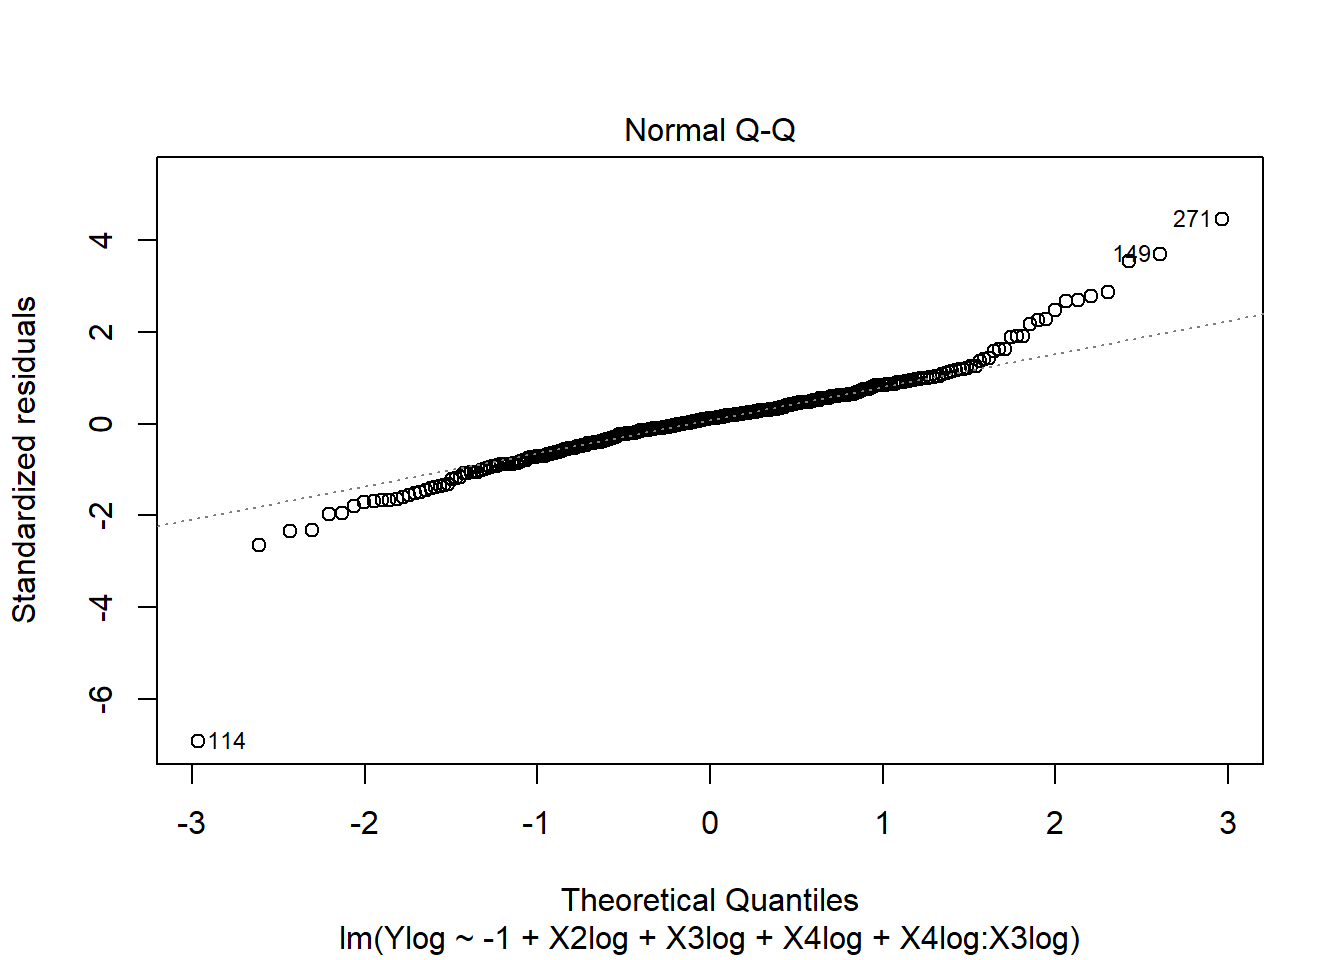 Normal Q-Q
Standardized residuals
4
2
0
-2
-4
-6
271
149
114
-3 -2 -1 0 1 2 3
Theoretical Quantiles
lm(Ylog ~ -1 + X2log + X3log + X4log + X4log:X3log)